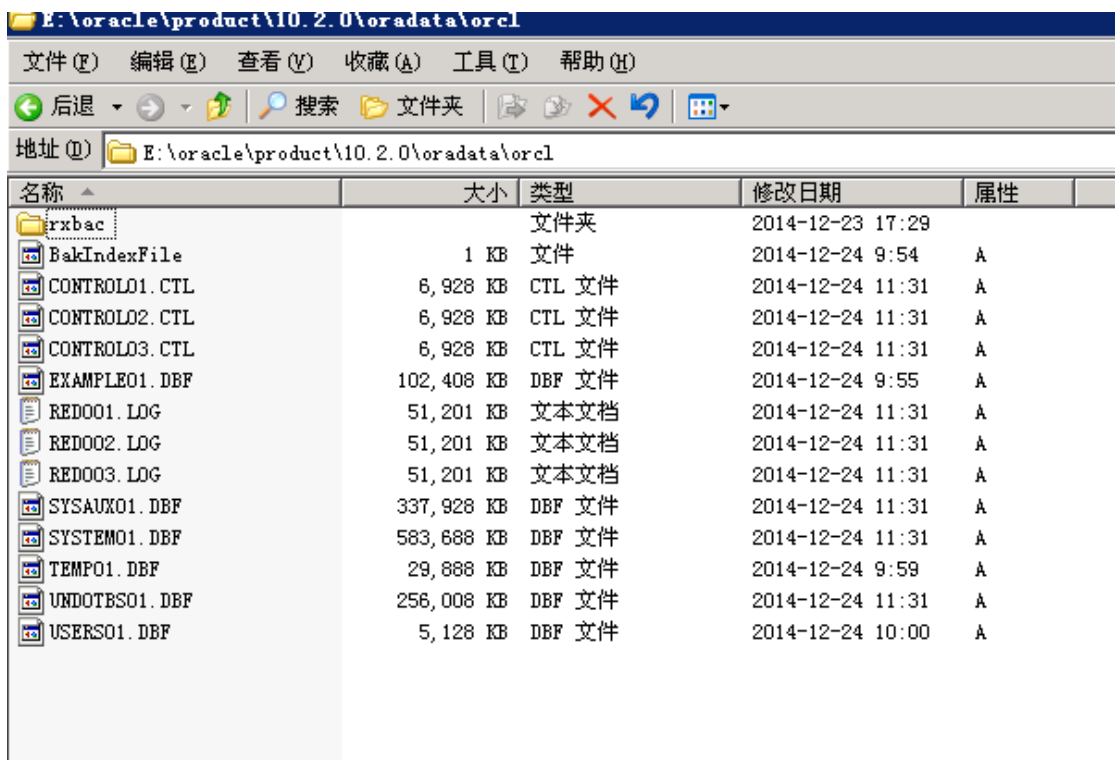 E:\oracle\product\10.2.0\oradata\orcl
文件(F) 编辑(E) 查看(V) 收藏(A) 工具(T) 帮助(H)
后退 搜索 文件夹
地址(D) E:\oracle\product\10.2.0\oradata\orcl
名称 大小 类型 修改日期 属性
rxbac 文件夹 2014-12-23 17:29
BakIndexFile 1 KB 文件 2014-12-24 9:54 A
CONTROL01.CTL 6,928 KB CTL 文件 2014-12-24 11:31 A
CONTROL02.CTL 6,928 KB CTL 文件 2014-12-24 11:31 A
CONTROL03.CTL 6,928 KB CTL 文件 2014-12-24 11:31 A
EXAMPLE01.DBF 102,408 KB DBF 文件 2014-12-24 9:55 A
REDO01.LOG 51,201 KB 文本文档 2014-12-24 11:31 A
REDO02.LOG 51,201 KB 文本文档 2014-12-24 11:31 A
REDO03.LOG 51,201 KB 文本文档 2014-12-24 11:31 A
SYSAUX01.DBF 337,928 KB DBF 文件 2014-12-24 11:31 A
SYSTEM01.DBF 583,688 KB DBF 文件 2014-12-24 11:31 A
TEMP01.DBF 29,888 KB DBF 文件 2014-12-24 9:59 A
UNDOTBS01.DBF 256,008 KB DBF 文件 2014-12-24 11:31 A
USERS01.DBF 5,128 KB DBF 文件 2014-12-24 10:00 A